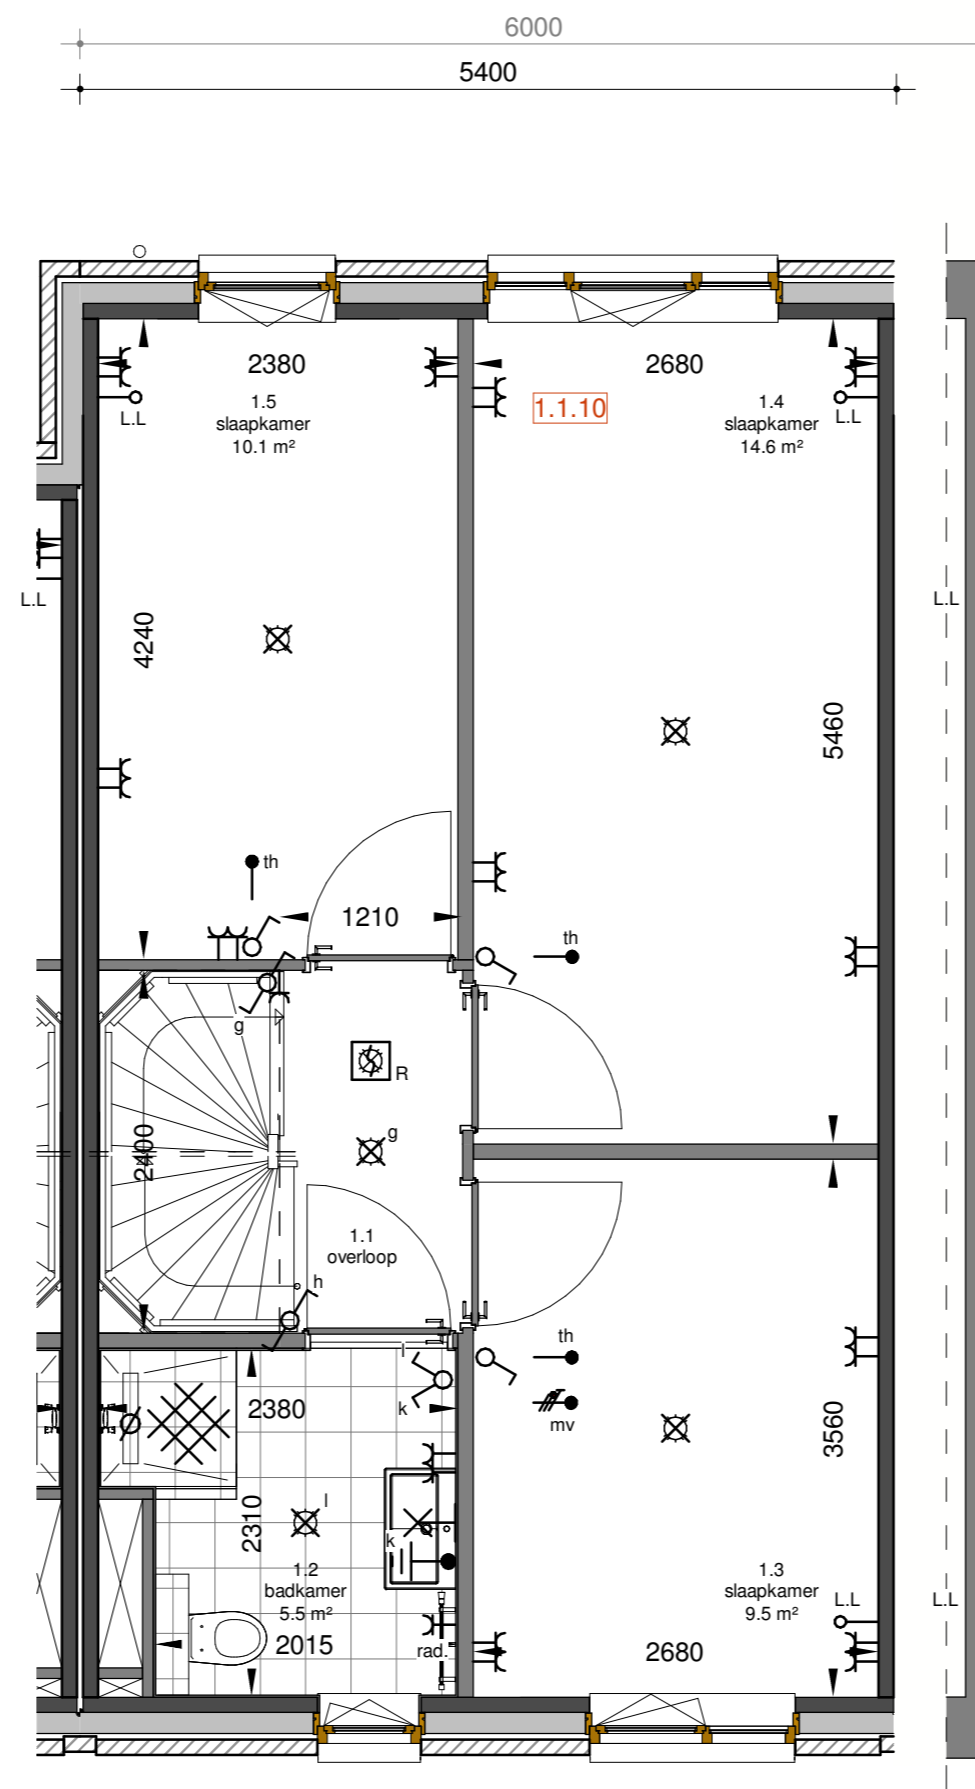 6000
5400
2380
2680
1.5
slaapkamer
10.1 m²
1.1.10
1.4
slaapkamer
14.6 m²
L.L
L.L
L.L
L.L
4240
5460
th
1210
th
g
R
g
2400
1.1
overloop
h
th
l
2380
k
mv
3560
2310
l
k
1.2
badkamer
5.5 m²
1.3
slaapkamer
9.5 m²
L.L
L.L
2015
rad.
2680